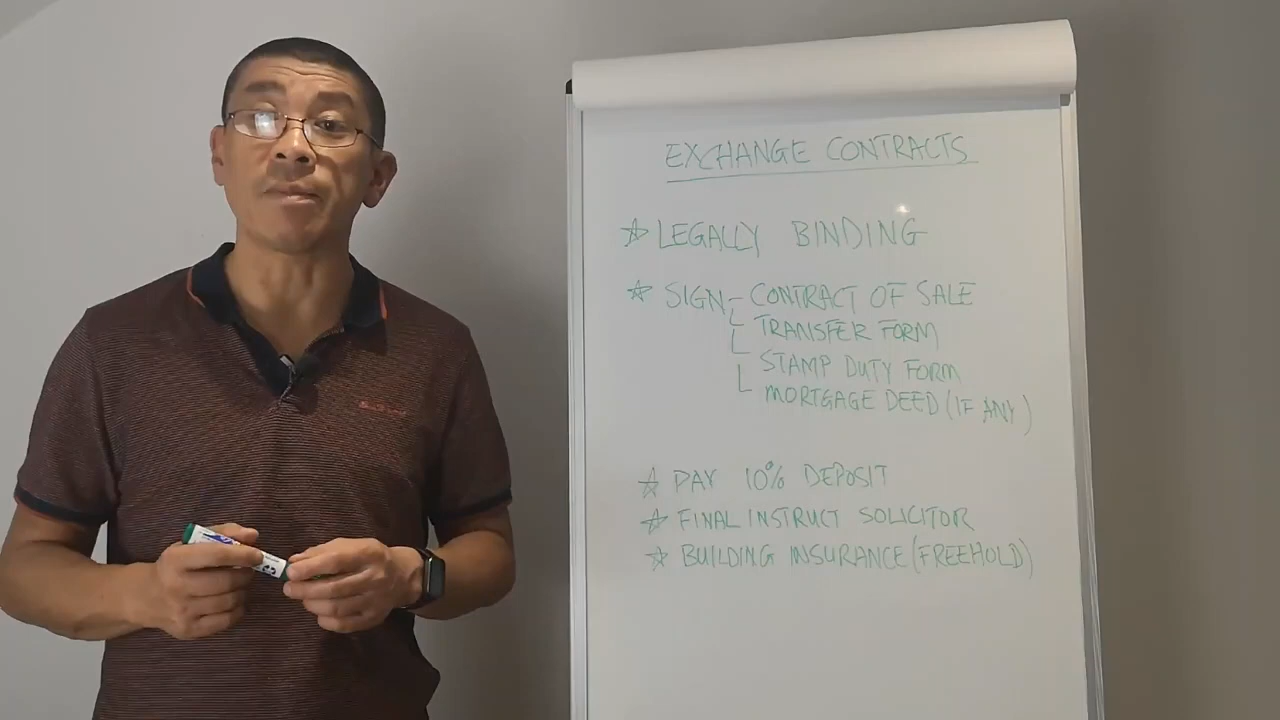 EXCHANGE CONTRACTS
☆ LEGALLY BINDING
☆ SIGN - CONTRACT OF SALE
TRANSFER FORM
STAMP DUTY FORM
MORTGAGE DEED (IF ANY)
☆ PAY 10% DEPOSIT
☆ FINAL INSTRUCT SOLICITOR
☆ BUILDING INSURANCE (FREEHOLD)